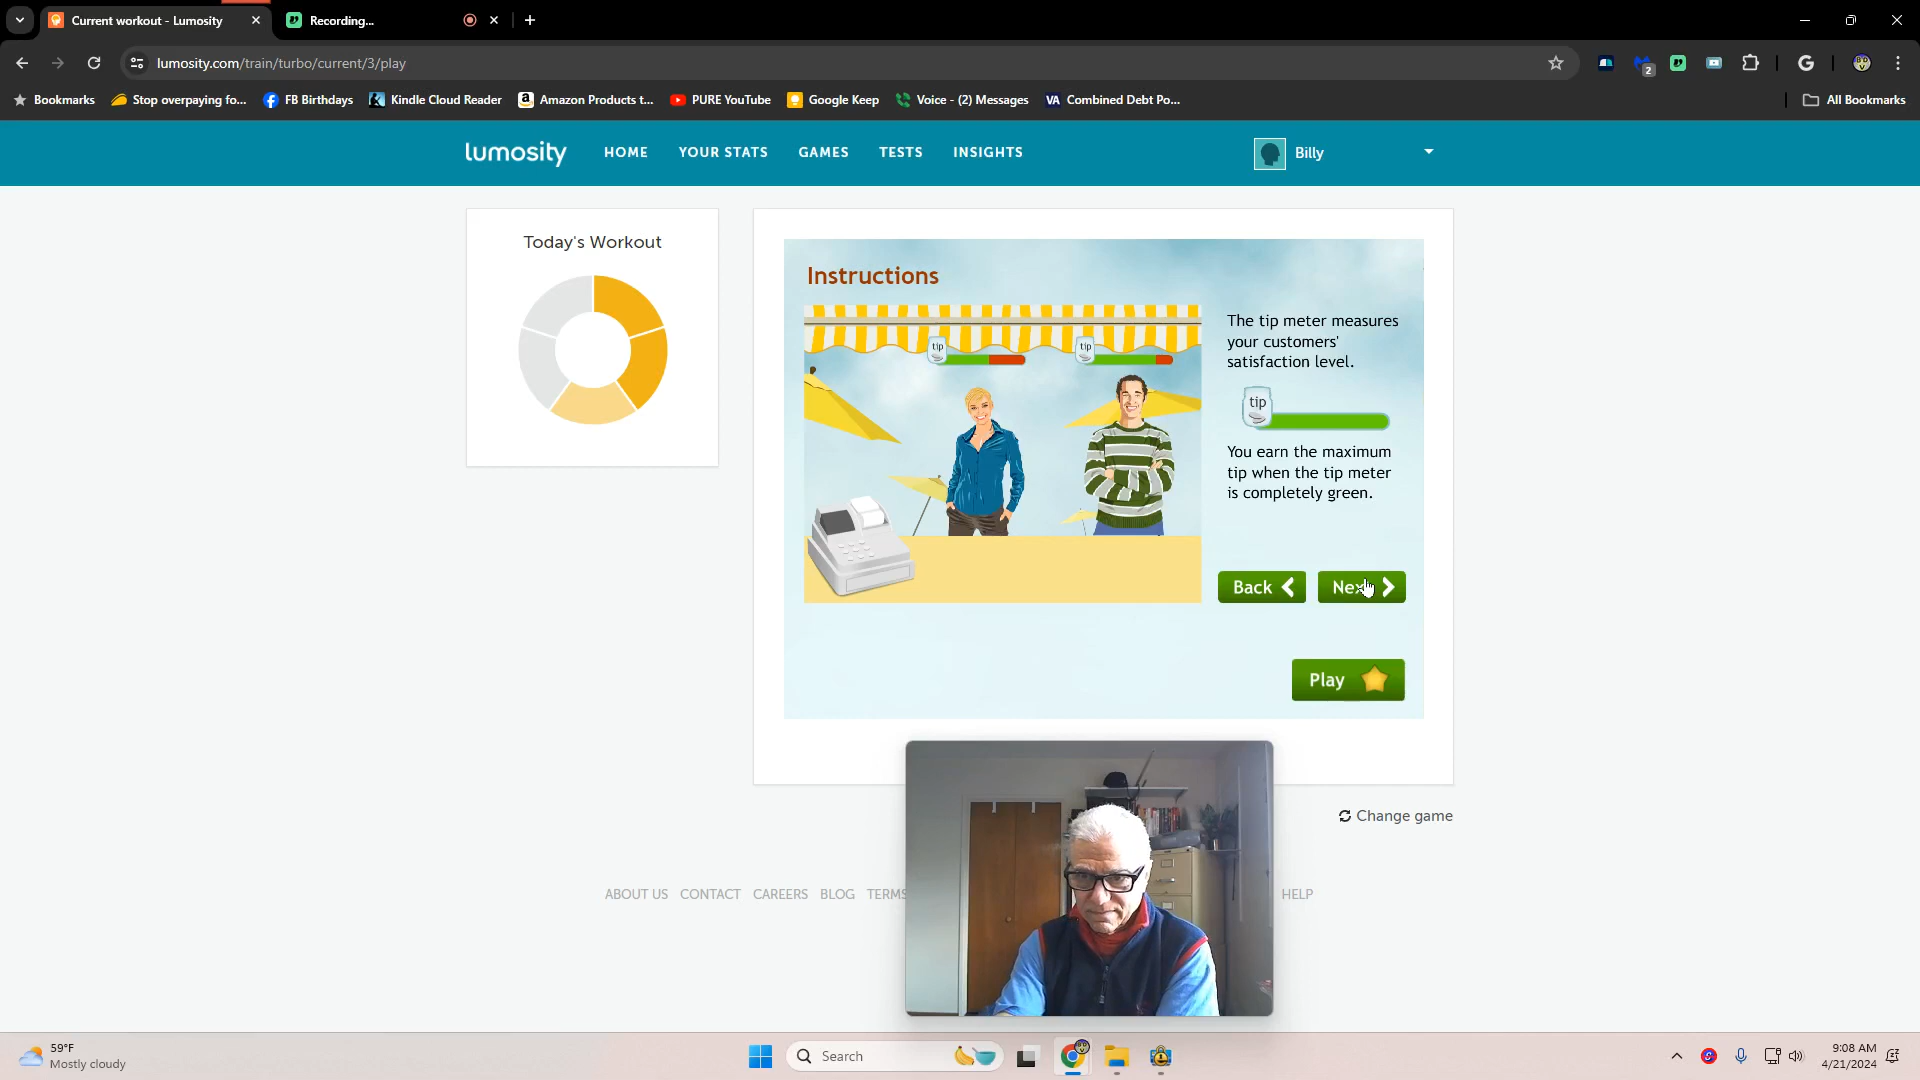 Current workout - Lumosity
Recording...
lumosity.com/train/turbo/current/3/play
2
Bookmarks
Stop overpaying fo...
FB Birthdays
Kindle Cloud Reader
Amazon Products t...
PURE YouTube
Google Keep
Voice - (2) Messages
VA Combined Debt Po...
All Bookmarks
lumosity
HOME
YOUR STATS
GAMES
TESTS
INSIGHTS
Billy
Today's Workout
Instructions
tip
tip
The tip meter measures
your customers'
satisfaction level.
tip
You earn the maximum
tip when the tip meter
is completely green.
Back
Play
Change game
ABOUT US
CONTACT
CAREERS
BLOG
TERMS
HELP
59°F
Mostly cloudy
Search
9:08 AM
4/21/2024